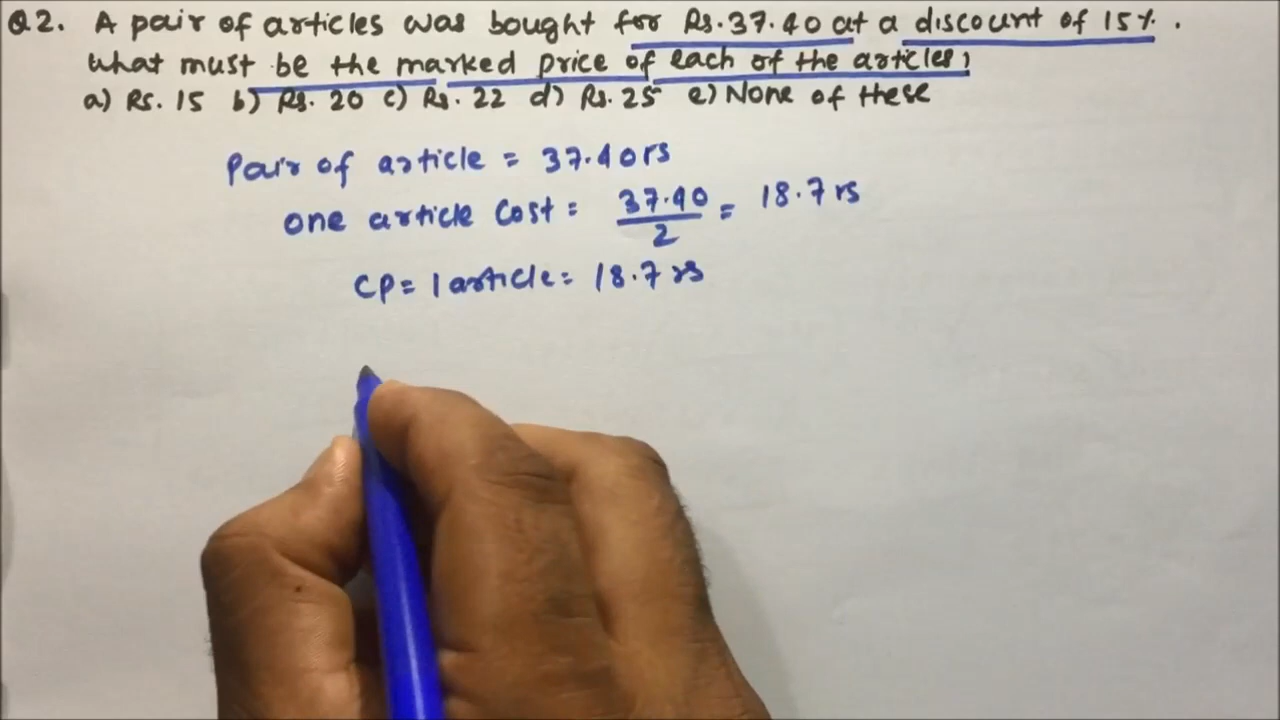 Q2. A pair of articles was bought for Rs.37.40 at a discount of 15%.
What must be the marked price of each of the articles?
a) Rs. 15 b) Rs. 20 c) Rs. 22 d) Rs. 25 e) None of these
Pair of article = 37.40rs
one article cost = 37.40/2 = 18.7 rs
CP = 1 article = 18.7 rs